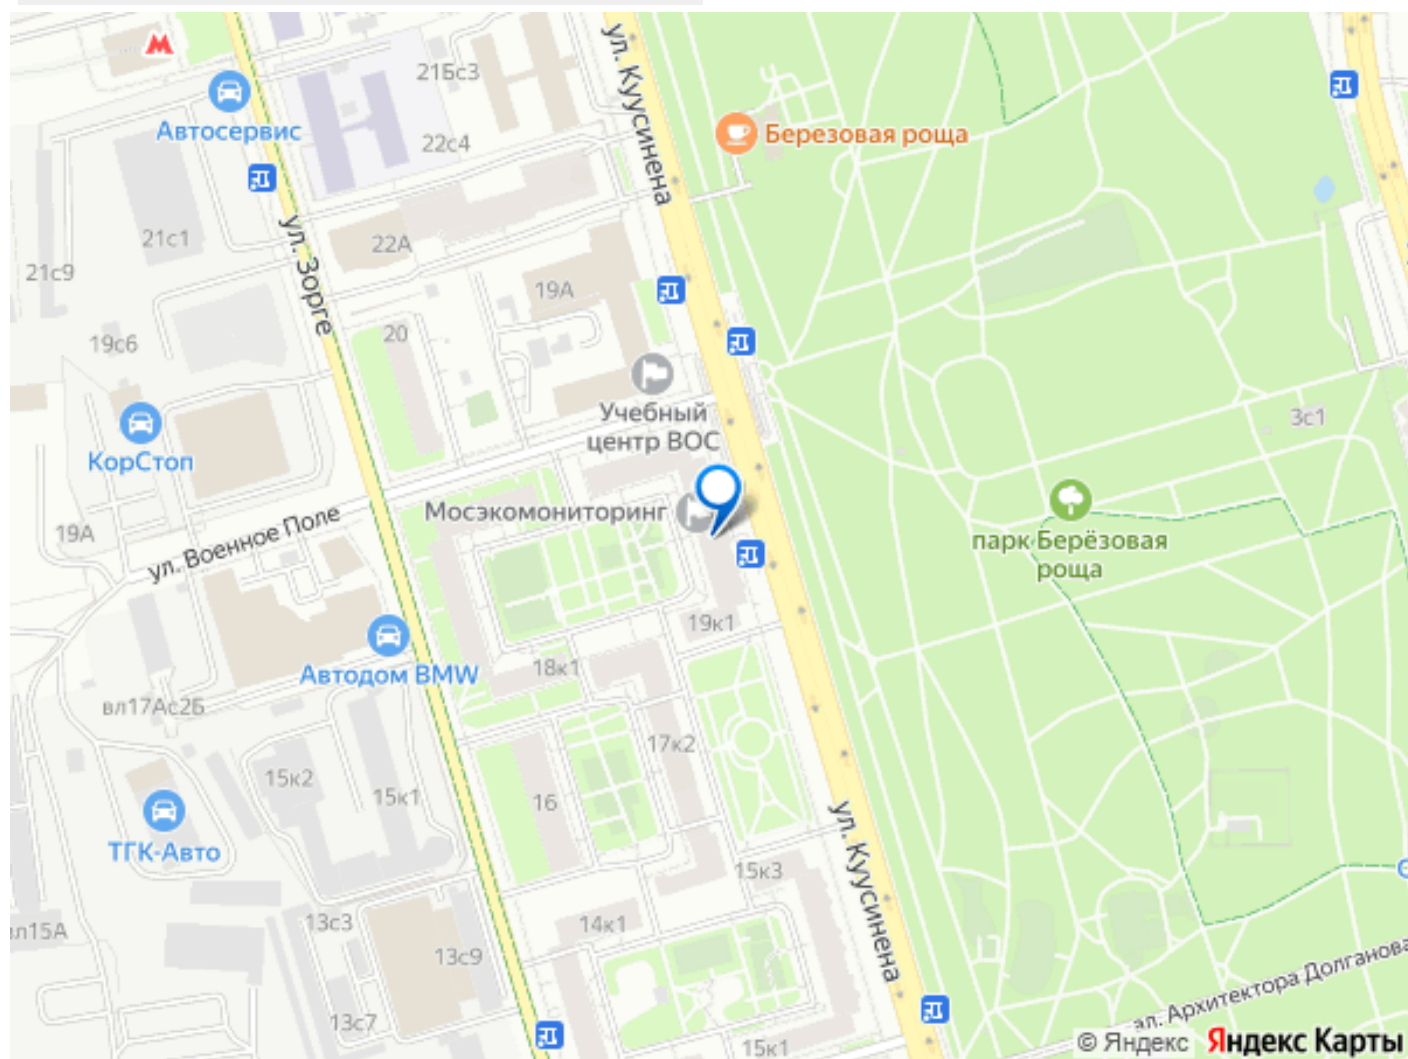 ул. Куусинена
21Бс3
Автосервис
22с4
Березовая роща
21с1
22А
ул. Зорге
21с9
19А
19с6
20
Учебный
центр ВОС
3с1
КорСтоп
Мосэкомониторинг
19А
ул. Военное Поле
парк Берёзовая
роща
19к1
18к1
Автодом BMW
вл17Ас2Б
17к2
15к2
15к1
16
ТГК-Авто
ул. Куусинена
15к3
13с3
14к1
вл15А
13с9
ал. Архитектора Долганова
13с7
15к1
© Яндекс Яндекс Карты